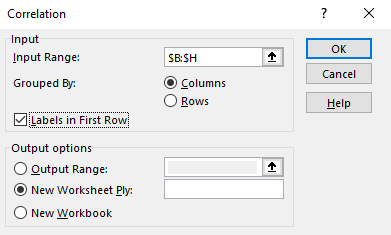 Correlation
?
Input
Input Range:
$B:$H
OK
Cancel
Grouped By:
Columns
Rows
Help
Labels in First Row
Output options
Output Range:
New Worksheet Ply:
New Workbook